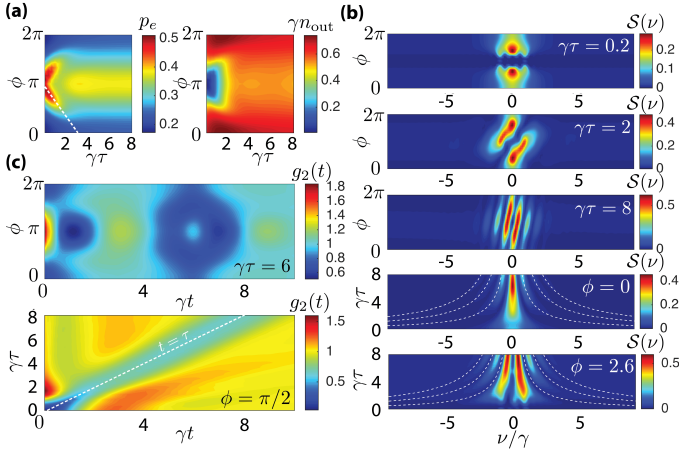 (a)
p_e
2π
ϕ
π
0
2 4 6 8
γτ
0.5
0.4
0.3
0.2
γn_out
2π
ϕ
π
0
2 4 6 8
γτ
0.6
0.4
0.2
(b)
S(ν)
2π
ϕ
0
γτ = 0.2
0.2
0.1
-5 0 5
S(ν)
2π
ϕ
0
γτ = 2
0.4
0.2
0
-5 0 5
S(ν)
2π
ϕ
0
γτ = 8
0.5
0
-5 0 5
S(ν)
8
γτ
4
0
ϕ = 0
0.4
0.2
0
S(ν)
8
γτ
4
0
ϕ = 2.6
0.5
0
-5 0 5
ν/γ
(c)
g₂(t)
2π
ϕ
π
0
γτ = 6
1.8
1.6
1.4
1.2
1
0.8
0.6
0 4 8
γt
g₂(t)
8
6
γτ
4
2
0
t = τ
ϕ = π/2
1.5
1
0.5
0 4 8
γt